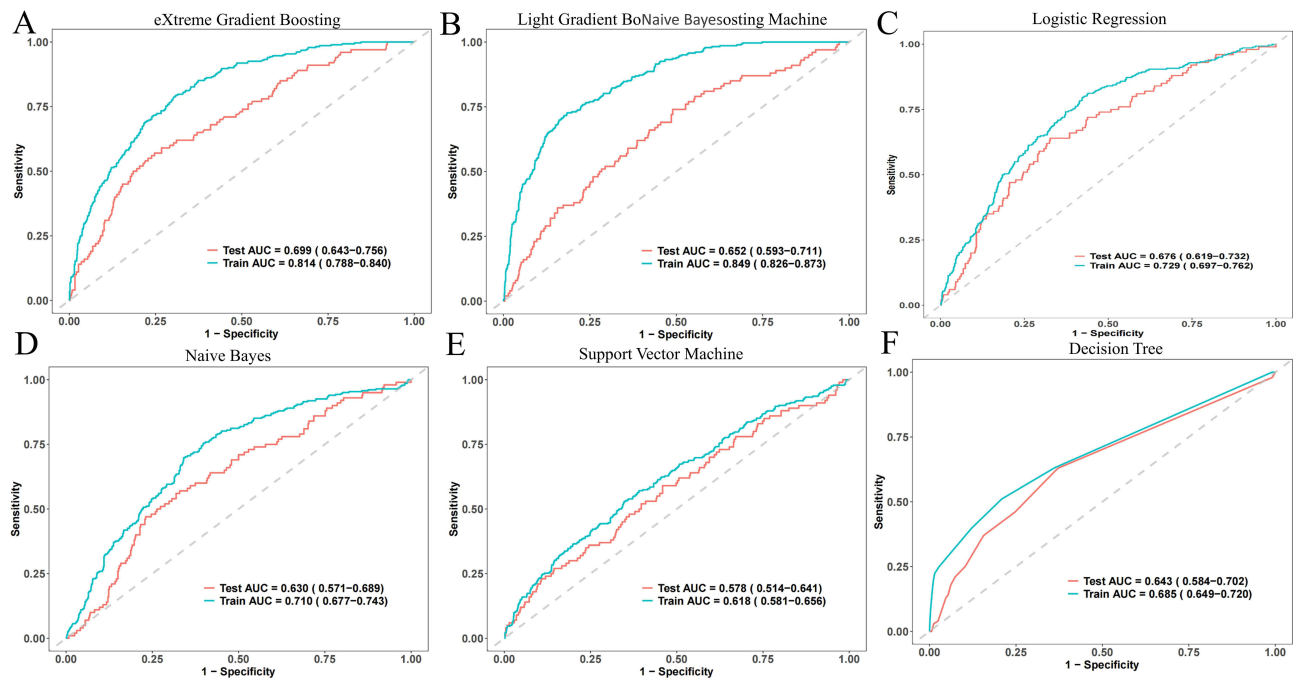 A
eXtreme Gradient Boosting
1.00
0.75
0.50
0.25
0.00
Sensitivity
Test AUC = 0.699 ( 0.643−0.756)
Train AUC = 0.814 ( 0.788−0.840)
0.00 0.25 0.50 0.75 1.00
1 − Specificity
B
Light Gradient BoNaive Bayesosting Machine
1.00
0.75
0.50
0.25
0.00
Sensitivity
Test AUC = 0.652 ( 0.593−0.711)
Train AUC = 0.849 ( 0.826−0.873)
0.00 0.25 0.50 0.75 1.00
1 − Specificity
C
Logistic Regression
1.00
0.75
0.50
0.25
0.00
Sensitivity
Test AUC = 0.676 ( 0.619−0.732)
Train AUC = 0.729 ( 0.697−0.762)
0.00 0.25 0.50 0.75 1.00
1 − Specificity
D
Naive Bayes
1.00
0.75
0.50
0.25
0.00
Sensitivity
Test AUC = 0.630 ( 0.571−0.689)
Train AUC = 0.710 ( 0.677−0.743)
0.00 0.25 0.50 0.75 1.00
1 − Specificity
E
Support Vector Machine
1.00
0.75
0.50
0.25
0.00
Sensitivity
Test AUC = 0.578 ( 0.514−0.641)
Train AUC = 0.618 ( 0.581−0.656)
0.00 0.25 0.50 0.75 1.00
1 − Specificity
F
Decision Tree
1.00
0.75
0.50
0.25
0.00
Sensitivity
Test AUC = 0.643 ( 0.584−0.702)
Train AUC = 0.685 ( 0.649−0.720)
0.00 0.25 0.50 0.75 1.00
1 − Specificity